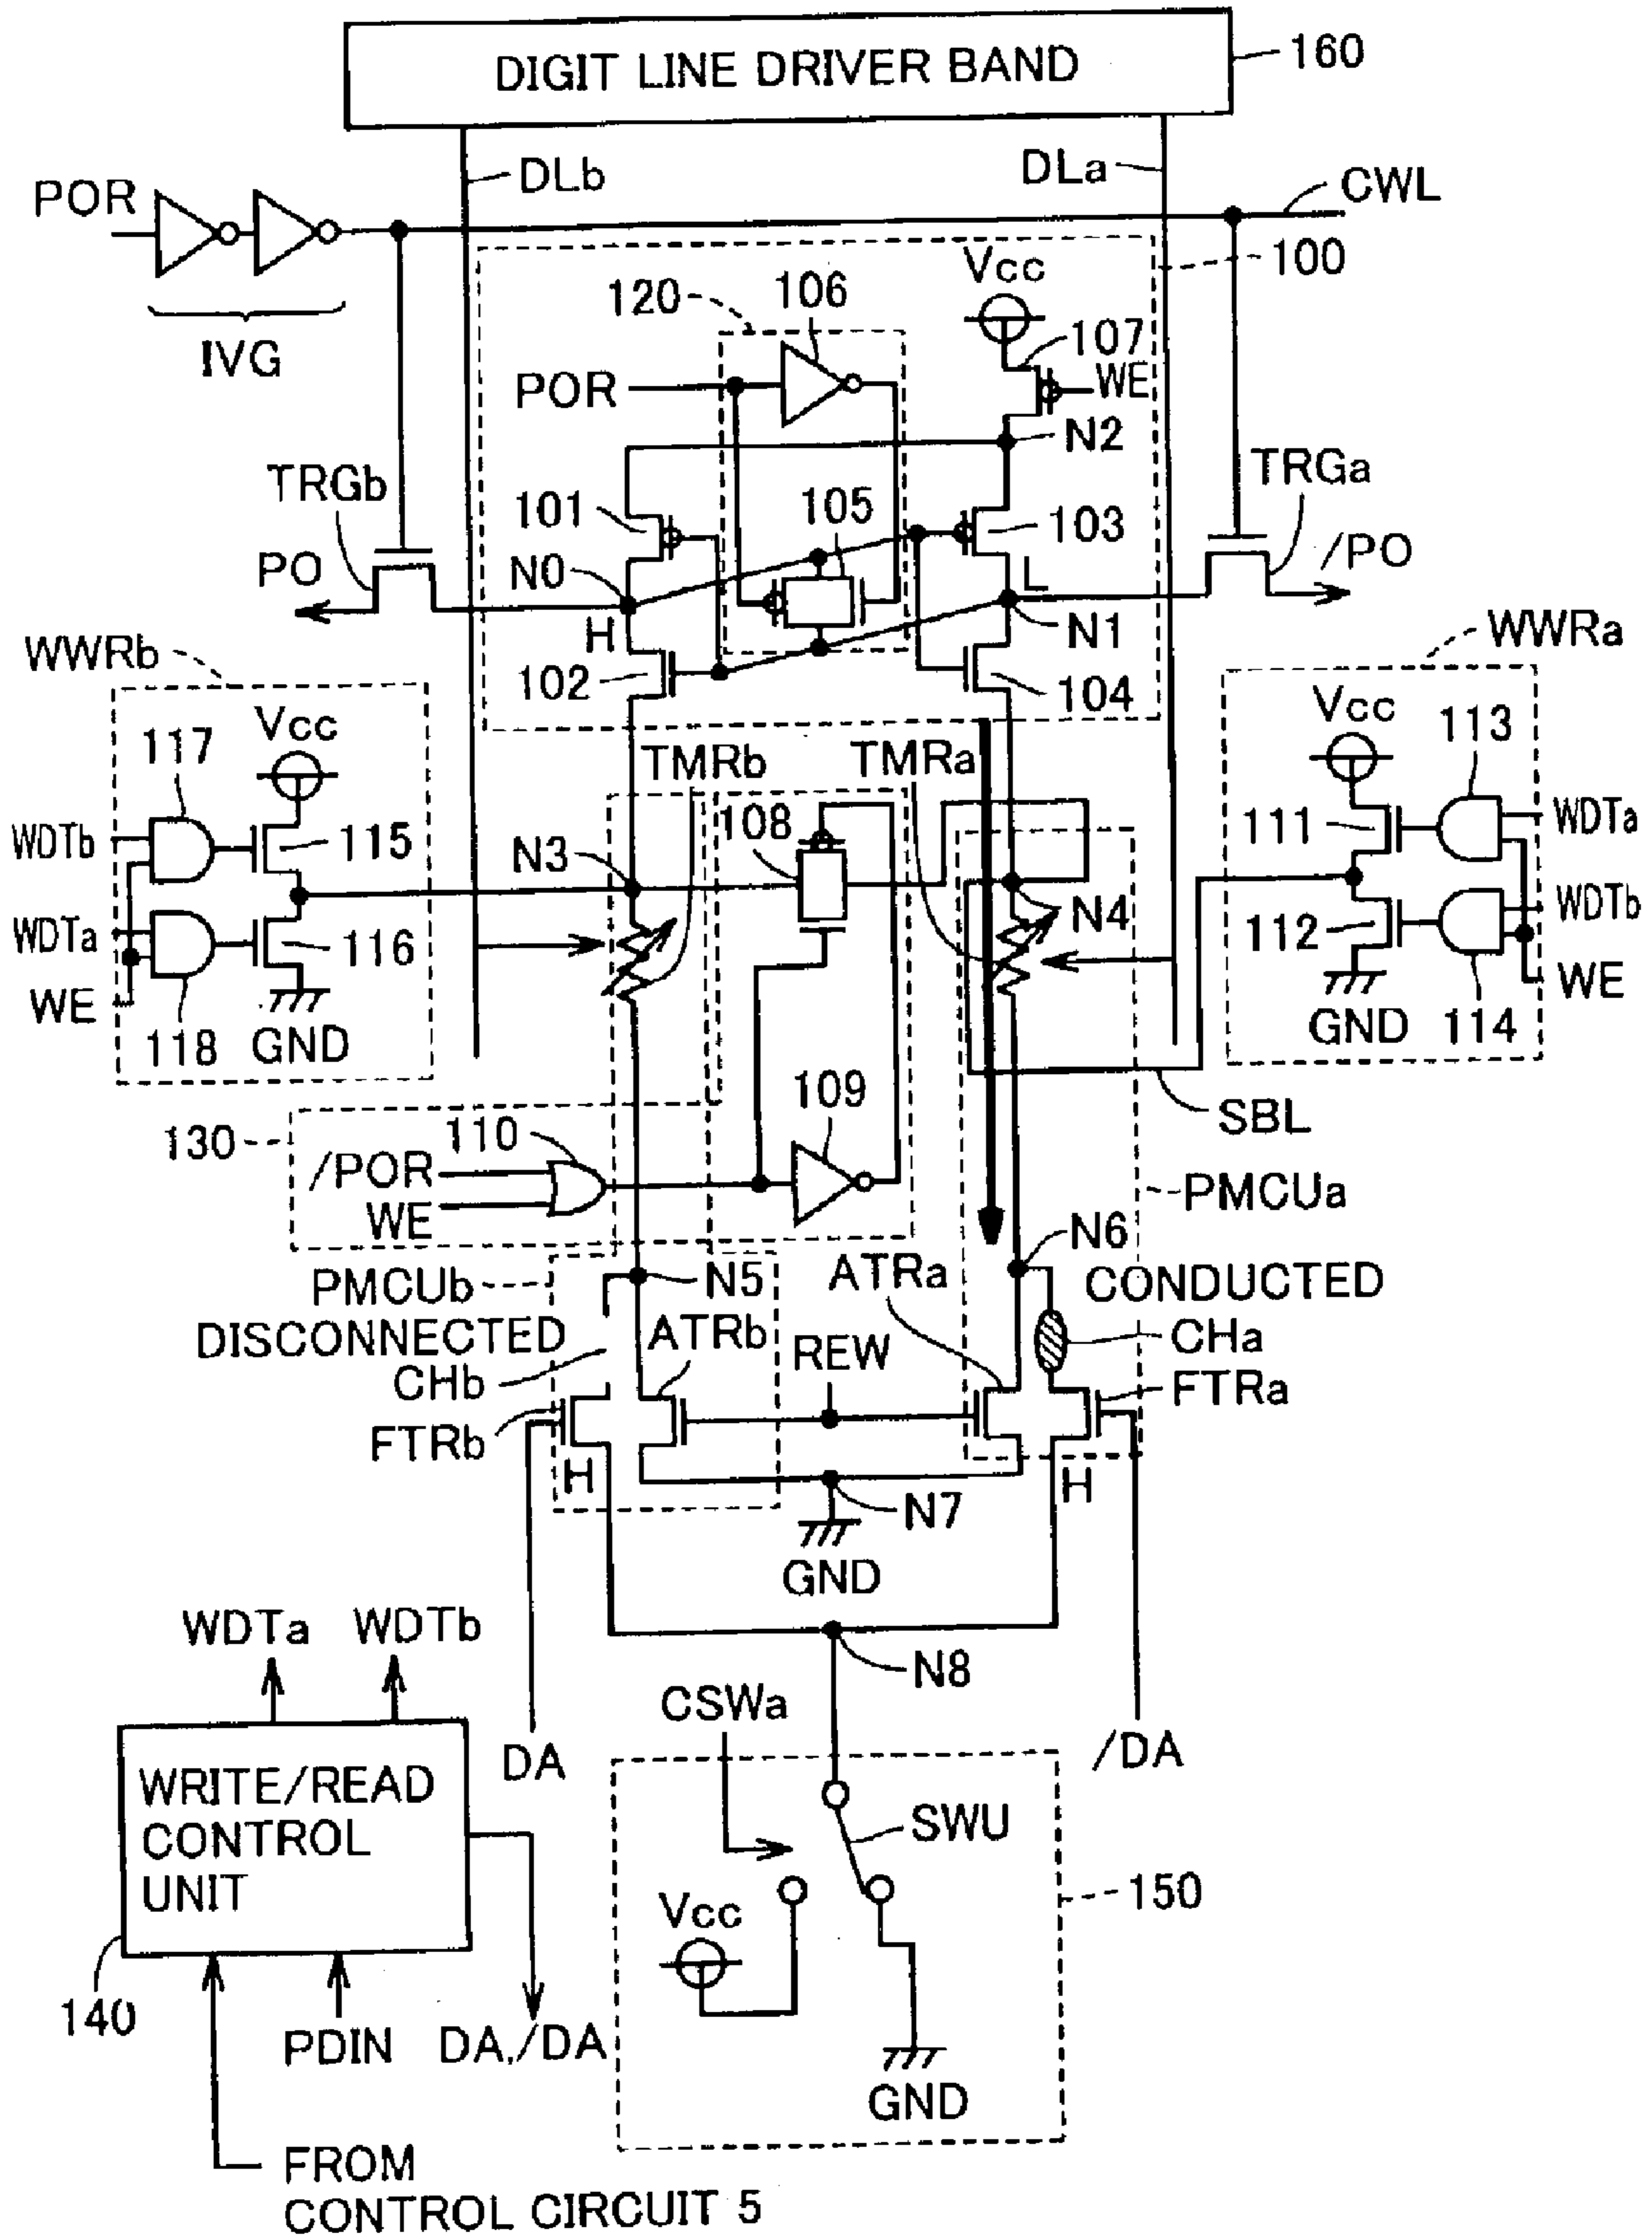 DIGIT LINE DRIVER BAND
160
DLb
DLa
CWL
POR
IVG
100
Vcc
120
106
107
POR
WE
N2
TRGb
TRGa
101
105
103
PO
N0
L
/PO
H
N1
WWRb
WWRa
102
104
Vcc
117
TMRb
TMRa
Vcc
113
WDTb
115
108
111
WDTa
N3
N4
WDTa
116
112
WDTb
WE
WE
118
GND
GND
114
109
SBL
130
110
/POR
WE
PMCUa
N6
PMCUb
N5
ATRa
CONDUCTED
DISCONNECTED
ATRb
REW
CHa
CHb
FTRa
FTRb
H
H
N7
GND
WDTa
WDTb
N8
CSWa
DA
/DA
WRITE/READ
CONTROL
UNIT
SWU
150
Vcc
140
PDIN
DA,/DA
GND
FROM
CONTROL CIRCUIT 5